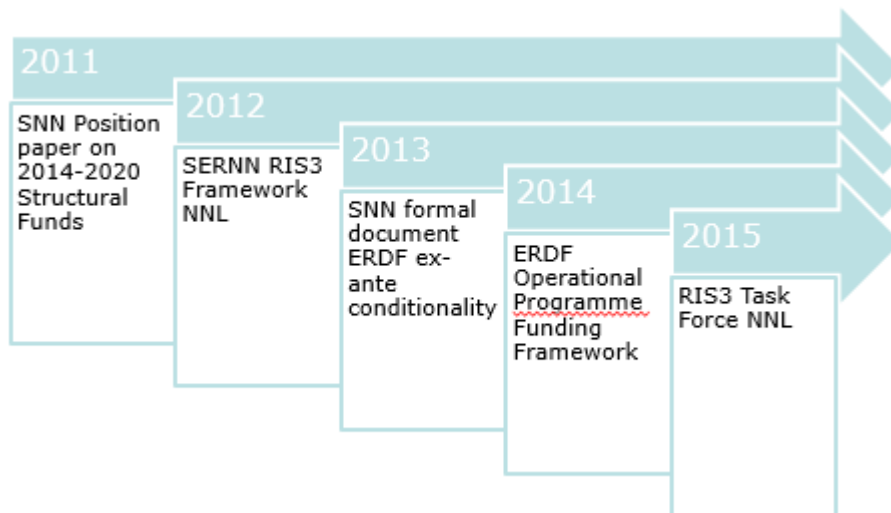 2011
SNN Position
paper on
2014-2020
Structural
Funds
2012
SERNN RIS3
Framework
NNL
2013
SNN formal
document
ERDF ex-
ante
conditionality
2014
ERDF
Operational
Programme
Funding
Framework
2015
RIS3 Task
Force NNL